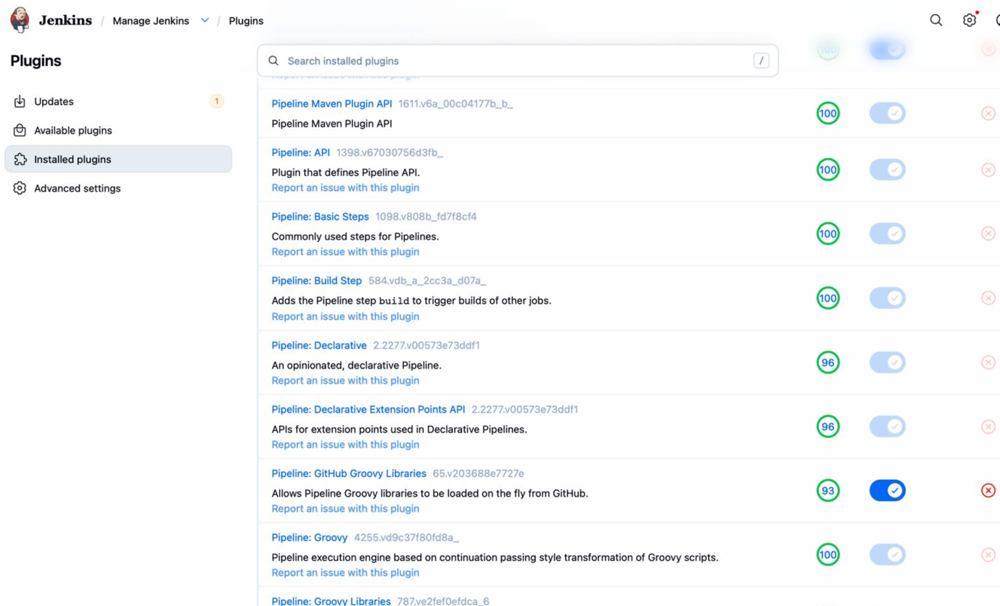 Jenkins / Manage Jenkins / Plugins
Plugins
Search installed plugins /
100
Report an issue with this plugin
Updates 1
Available plugins
Installed plugins
Advanced settings
Pipeline Maven Plugin API 1611.v6a_00c04177b_b_
Pipeline Maven Plugin API
100
Pipeline: API 1398.v67030756d3fb_
Plugin that defines Pipeline API.
Report an issue with this plugin
100
Pipeline: Basic Steps 1098.v808b_fd7f8cf4
Commonly used steps for Pipelines.
Report an issue with this plugin
100
Pipeline: Build Step 584.vdb_a_2cc3a_d07a_
Adds the Pipeline step build to trigger builds of other jobs.
Report an issue with this plugin
100
Pipeline: Declarative 2.2277.v00573e73ddf1
An opinionated, declarative Pipeline.
Report an issue with this plugin
96
Pipeline: Declarative Extension Points API 2.2277.v00573e73ddf1
APIs for extension points used in Declarative Pipelines.
Report an issue with this plugin
96
Pipeline: GitHub Groovy Libraries 65.v203688e7727e
Allows Pipeline Groovy libraries to be loaded on the fly from GitHub.
Report an issue with this plugin
93
Pipeline: Groovy 4255.vd9c37f80fd8a_
Pipeline execution engine based on continuation passing style transformation of Groovy scripts.
Report an issue with this plugin
100
Pipeline: Groovy Libraries 787.ve2fef0efdca_6